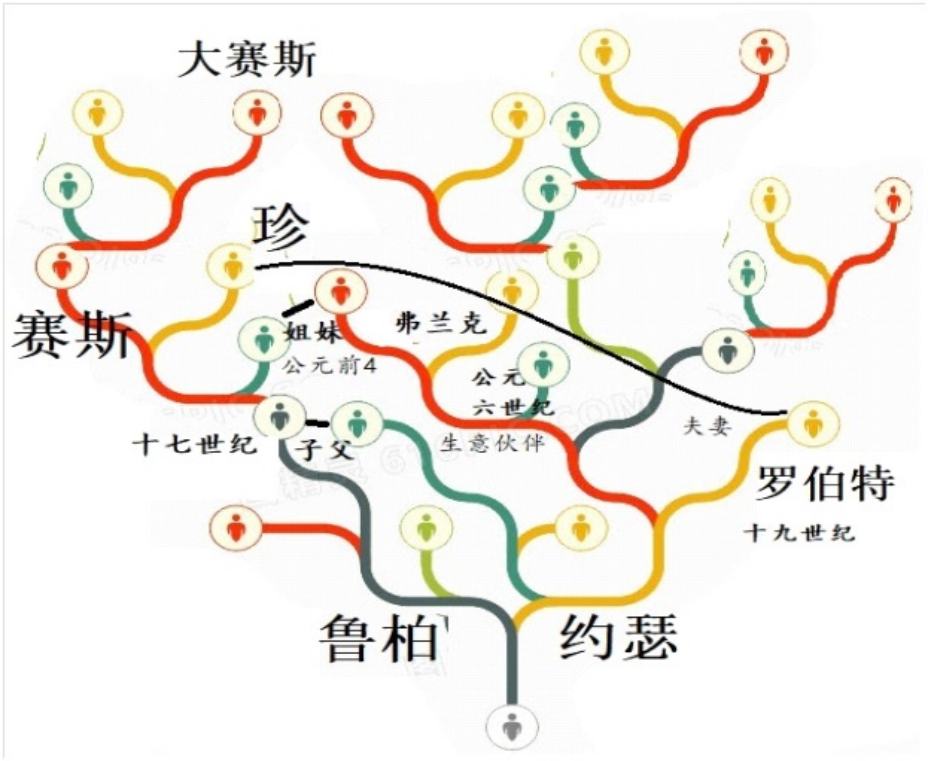 大赛斯
珍
赛斯
姐妹
公元前4
弗兰克
公元
六世纪
十七世纪
子父
生意伙伴
夫妻
罗伯特
十九世纪
鲁柏
约瑟